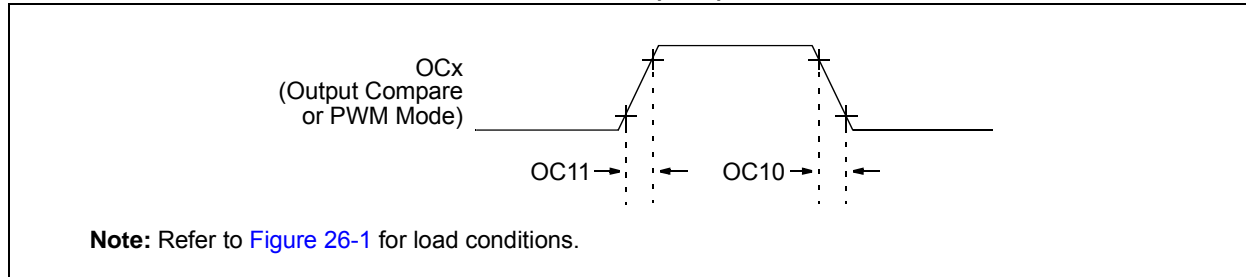 OCx
(Output Compare
or PWM Mode)
OC11 OC10
Note: Refer to Figure 26-1 for load conditions.